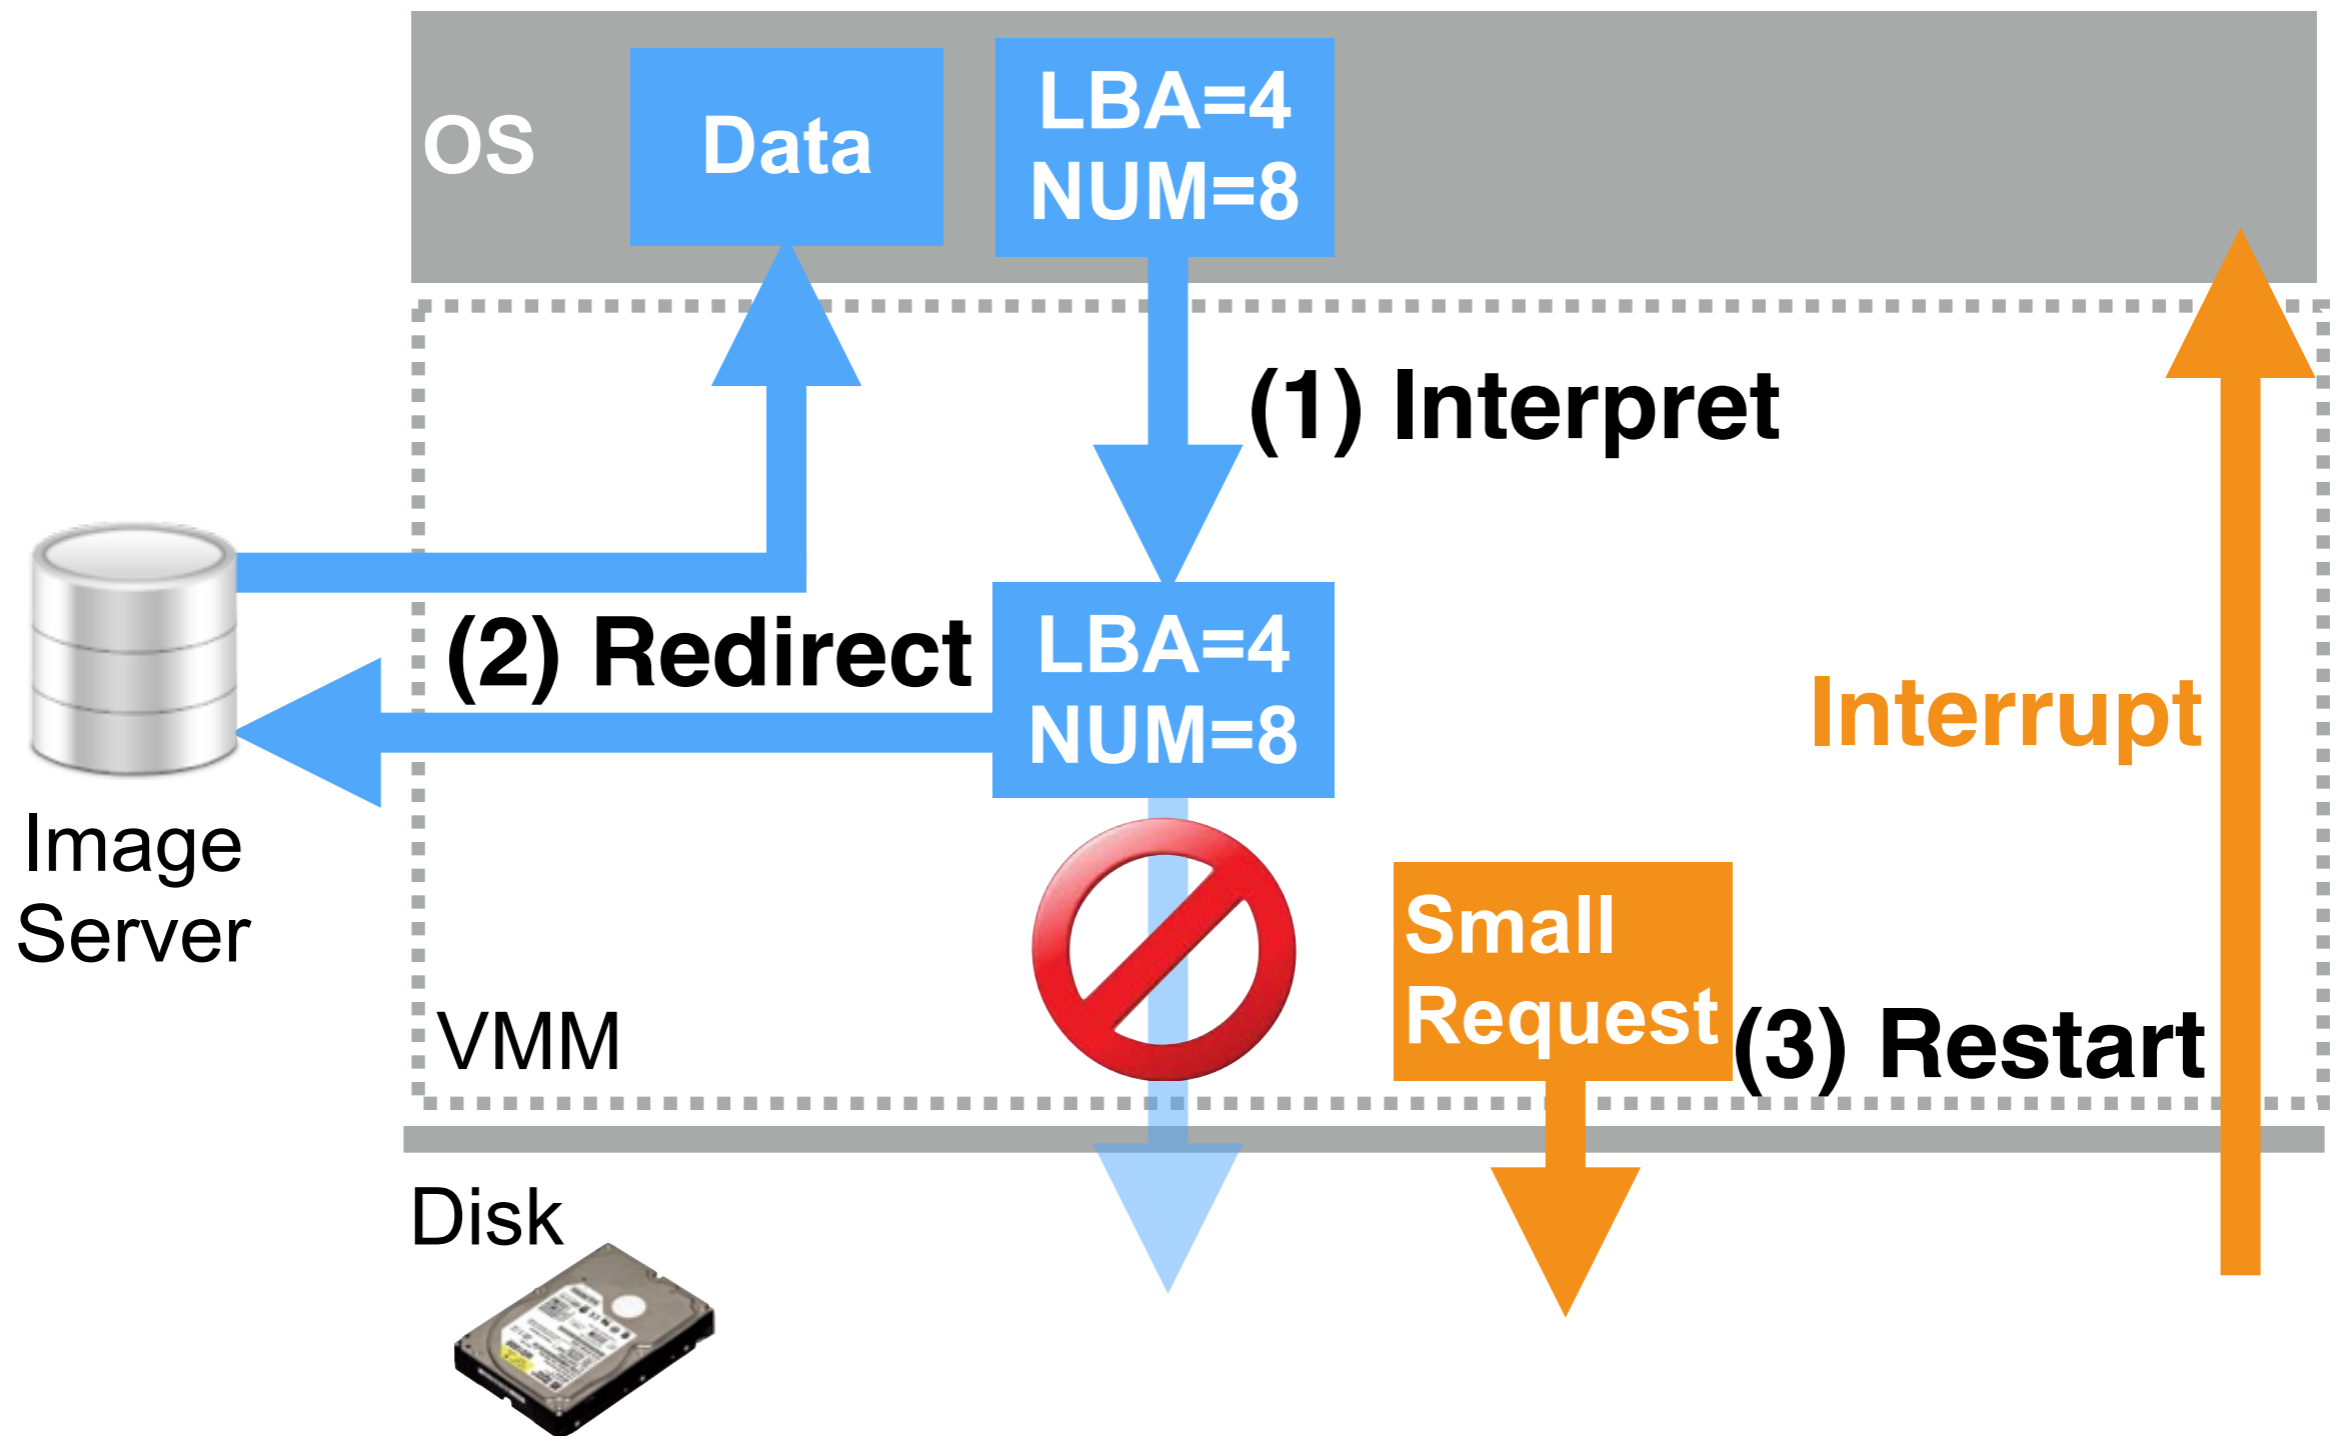 OS
Data
LBA=4
NUM=8
(1) Interpret
(2) Redirect
LBA=4
NUM=8
Interrupt
Image
Server
Small
Request
(3) Restart
VMM
Disk